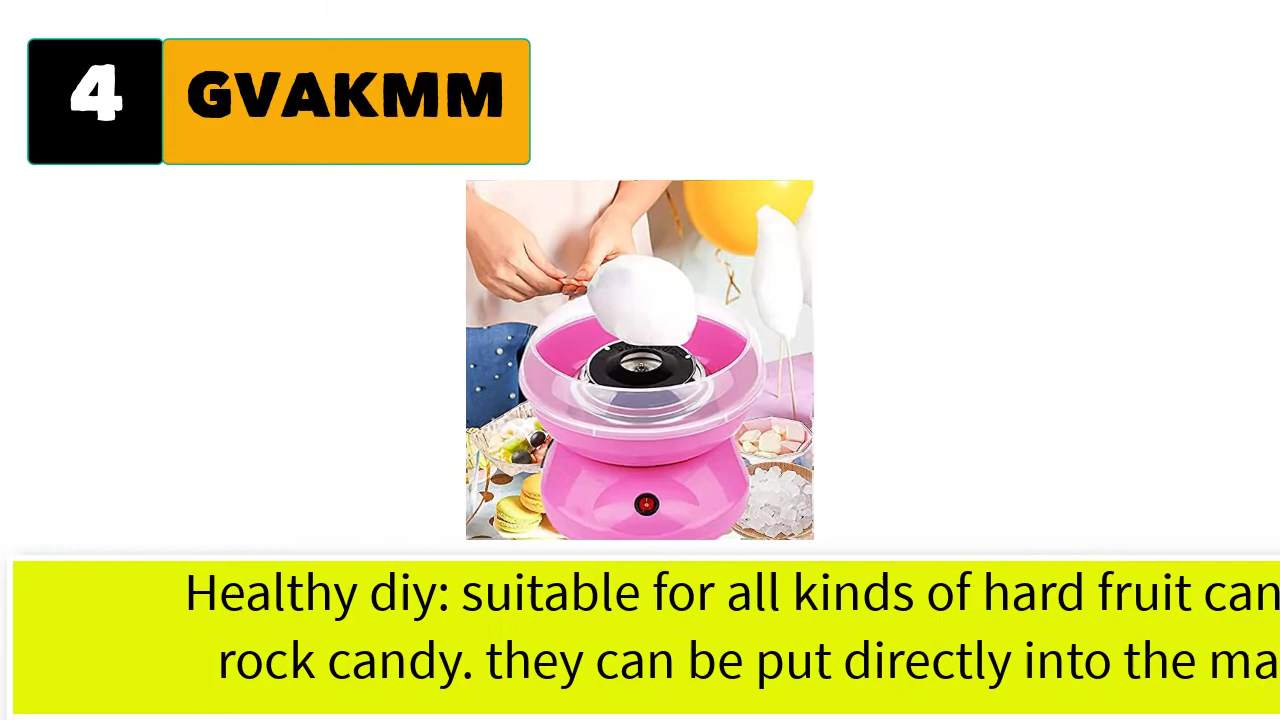 4 GVAKMM
Healthy diy: suitable for all kinds of hard fruit can
rock candy. they can be put directly into the ma